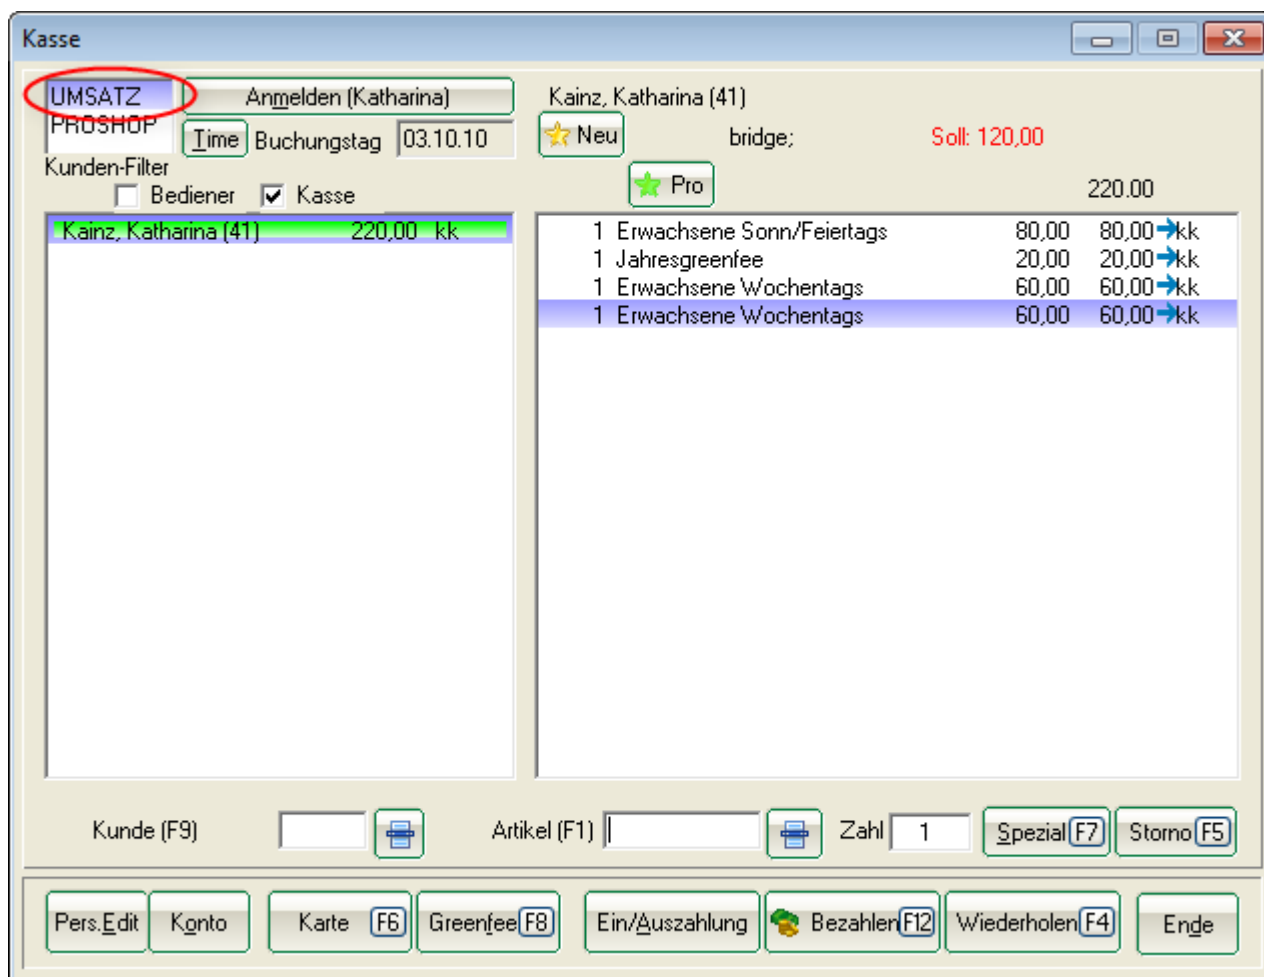 Kasse
UMSATZ
PROSHOP
Anmelden (Katharina)
Time Buchungstag 03.10.10
Kunden-Filter
Bediener Kasse
Kainz, Katharina (41)
Neu bridge; Soll: 120,00
Pro 220.00
Kainz, Katharina (41) 220,00 kk
1 Erwachsene Sonn/Feiertags 80,00 80,00 kk
1 Jahresgreenfee 20,00 20,00 kk
1 Erwachsene Wochentags 60,00 60,00 kk
1 Erwachsene Wochentags 60,00 60,00 kk
Kunde (F9) Artikel (F1) Zahl 1 Spezial F7 Storno F5
Pers.Edit Konto Karte F6 Greenfee F8 Ein/Auszahlung Bezahlen F12 Wiederholen F4 Ende